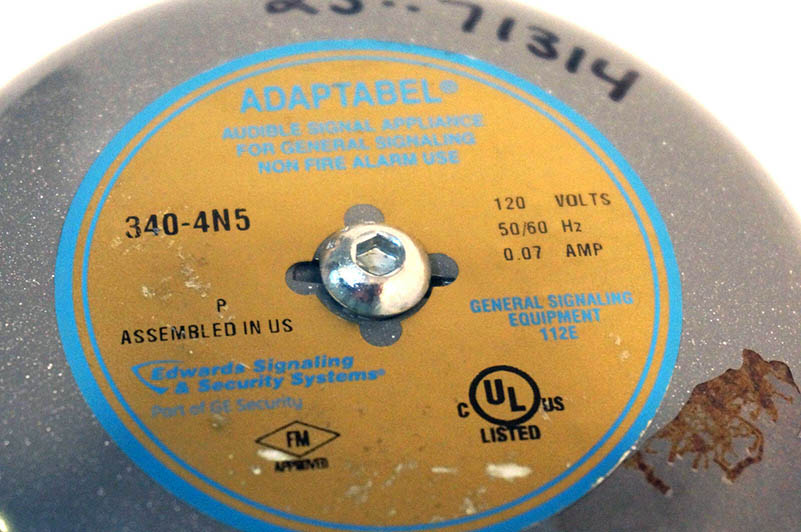 71314
ADAPTABEL®
AUDIBLE SIGNAL APPLIANCE
FOR GENERAL SIGNALING
NON FIRE ALARM USE
340-4N5
120 VOLTS
50/60 Hz
0.07 AMP
P
ASSEMBLED IN US
GENERAL SIGNALING
EQUIPMENT
112E
Edwards Signaling
& Security Systems®
Part of GE Security
C UL US
LISTED
FM
APPROVED